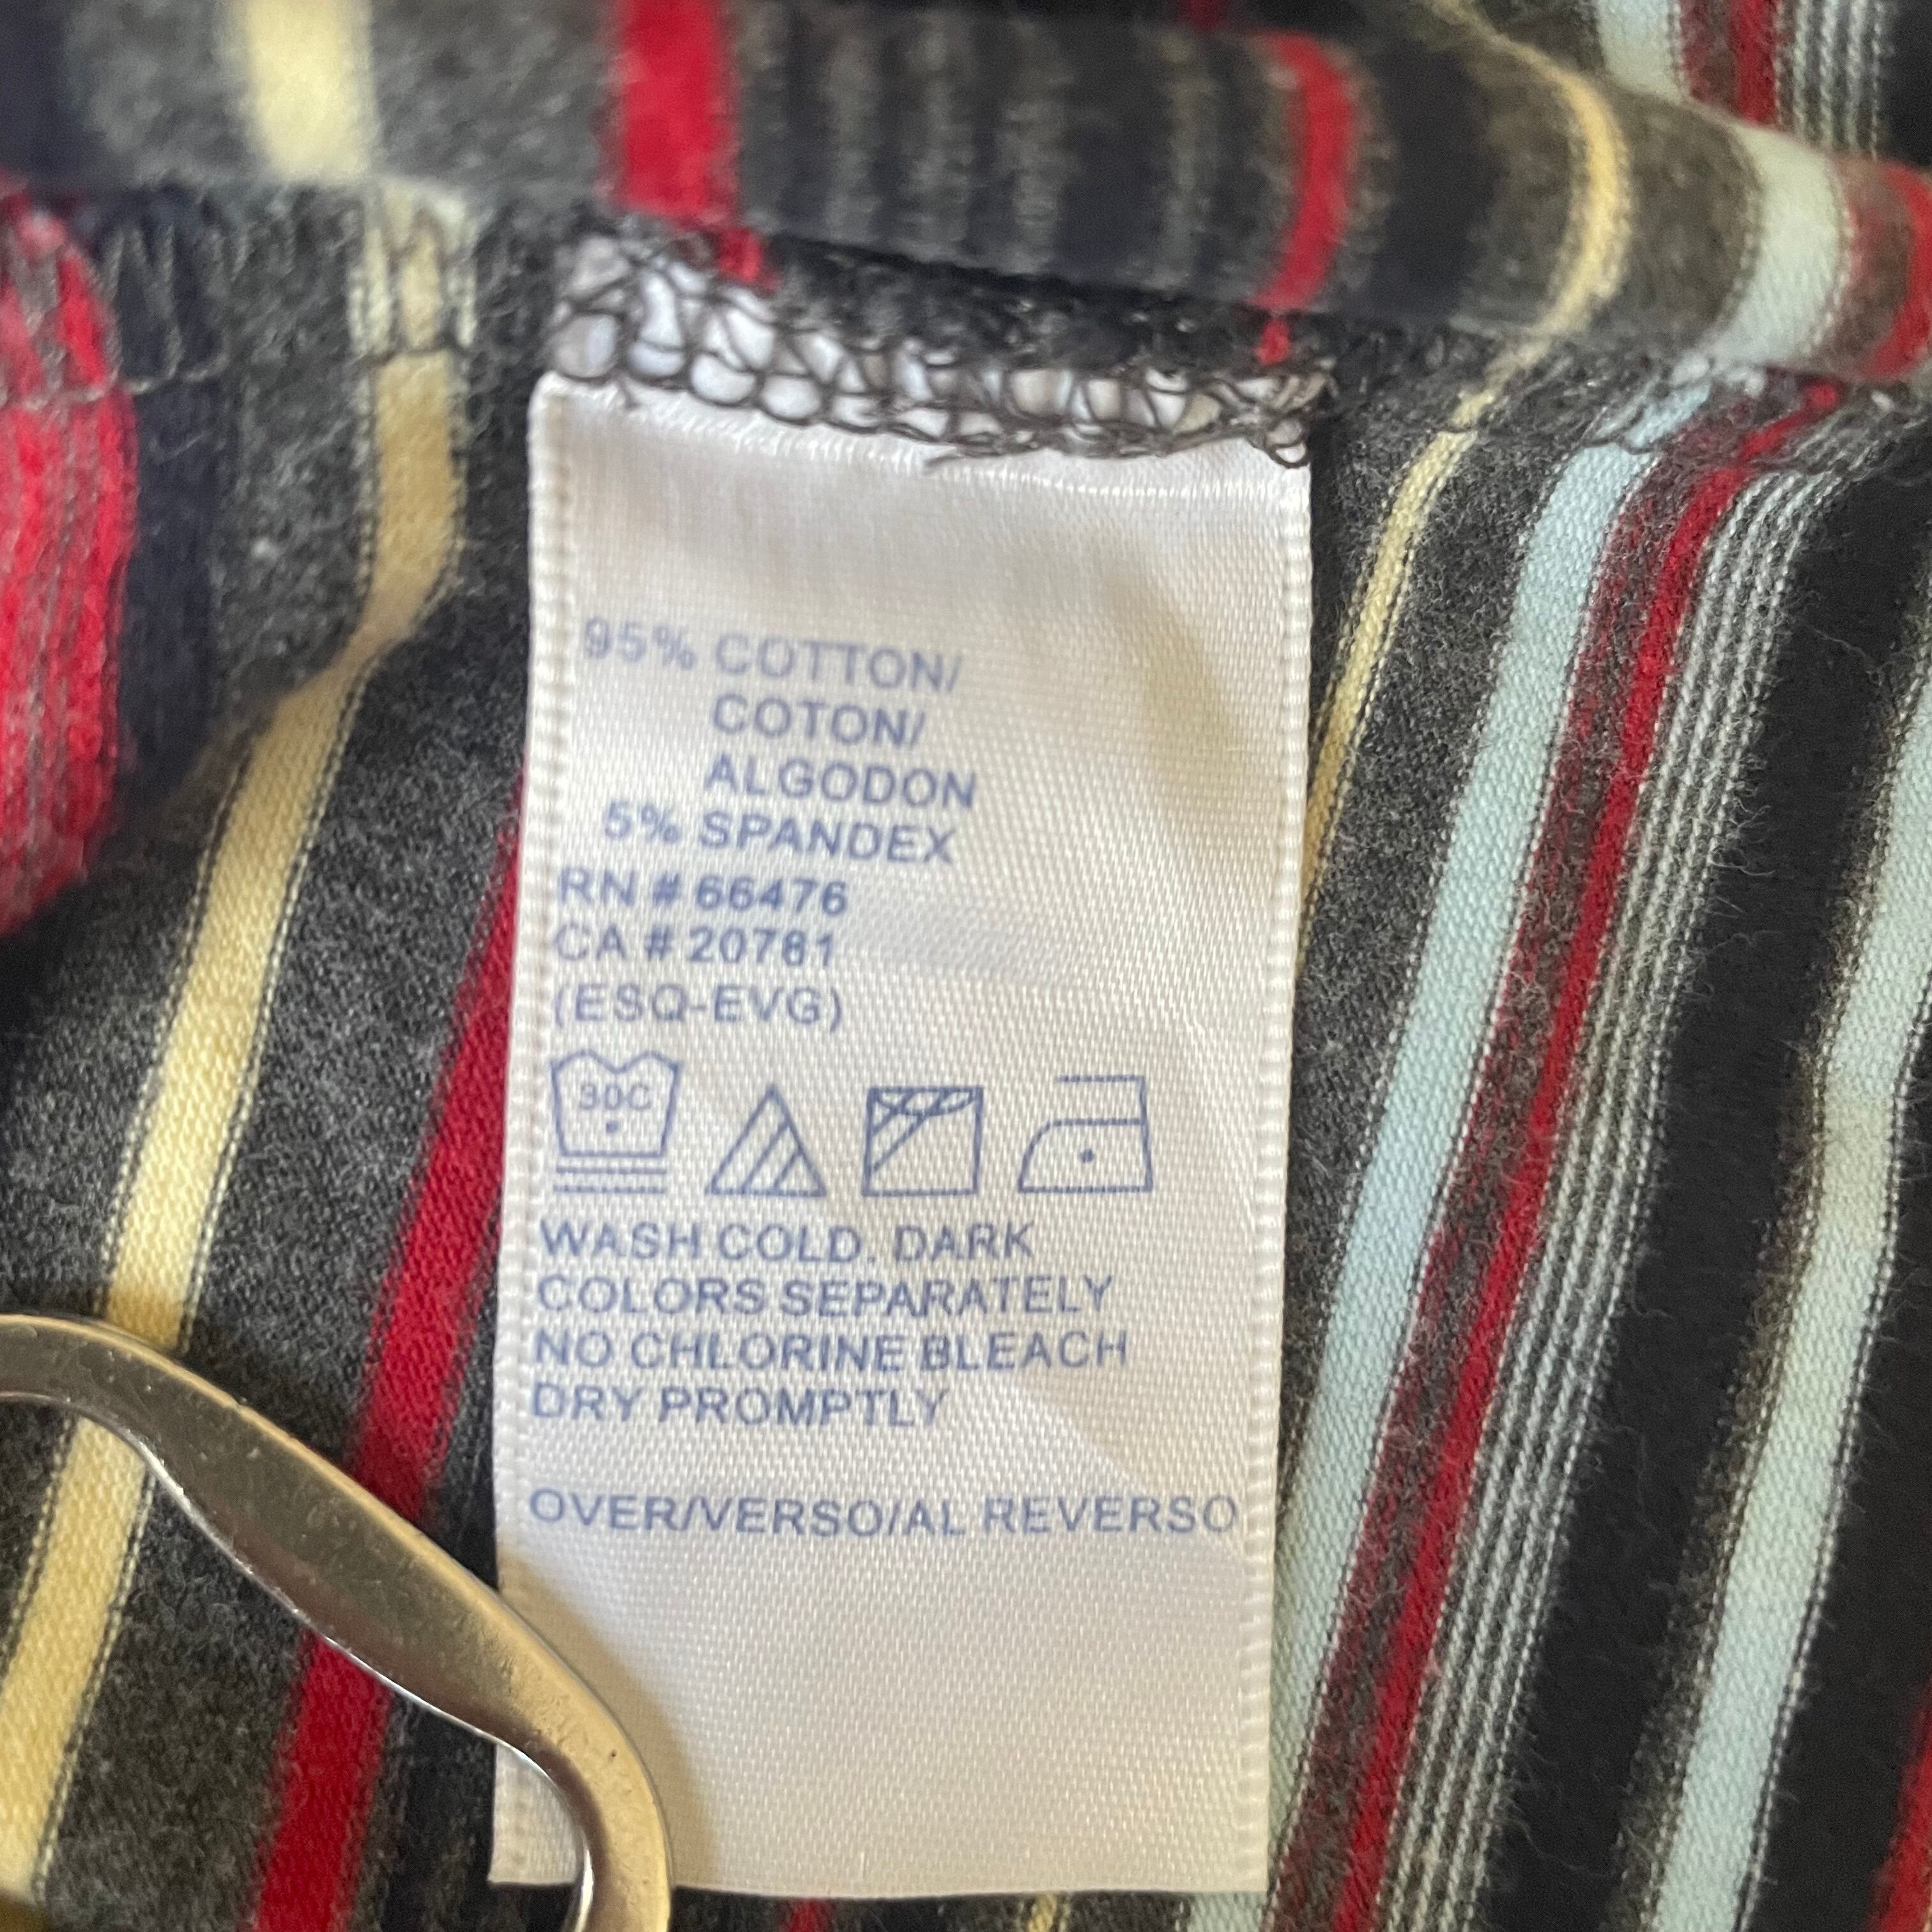 95% COTTON/
COTON/
ALGODON
5% SPANDEX
RN # 66476
CA # 20781
(ESQ-EVG)
30C
WASH COLD. DARK
COLORS SEPARATELY
NO CHLORINE BLEACH
DRY PROMPTLY
OVER/VERSO/AL REVERSO